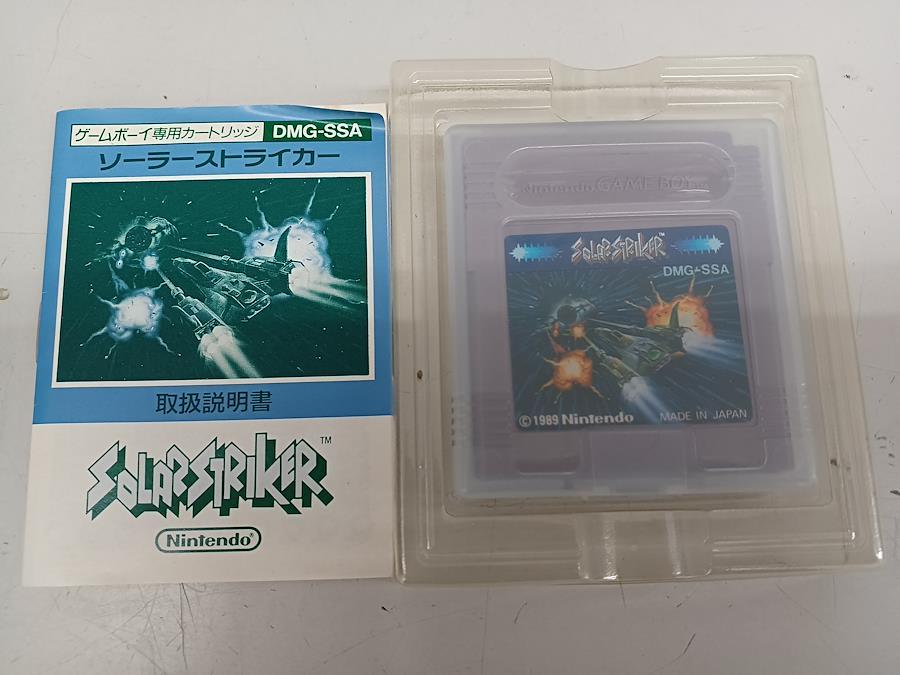 ゲームボーイ専用カートリッジ DMG-SSA
ソーラーストライカー
取扱説明書
SOLARSTRIKER™
Nintendo®
Nintendo GAME BOY™
SOLARSTRIKER™
DMG-SSA
©1989 Nintendo
MADE IN JAPAN